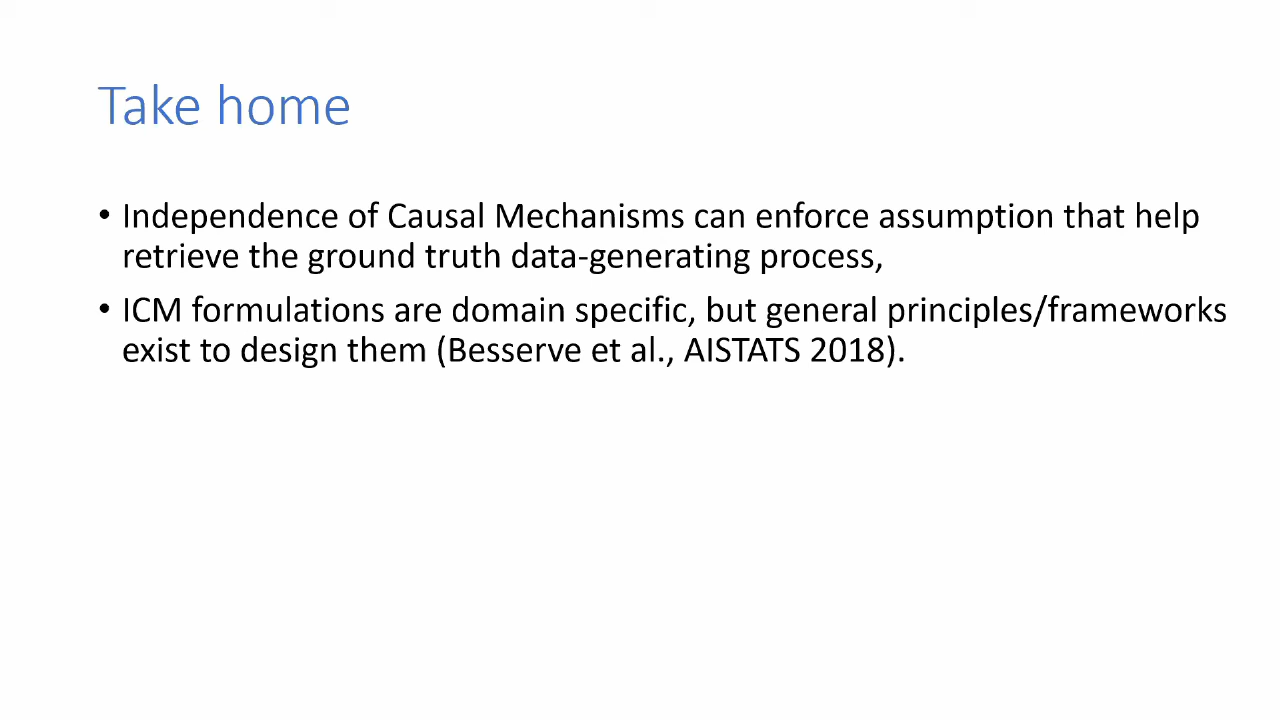 Take home
• Independence of Causal Mechanisms can enforce assumption that help
retrieve the ground truth data-generating process,
• ICM formulations are domain specific, but general principles/frameworks
exist to design them (Besserve et al., AISTATS 2018).